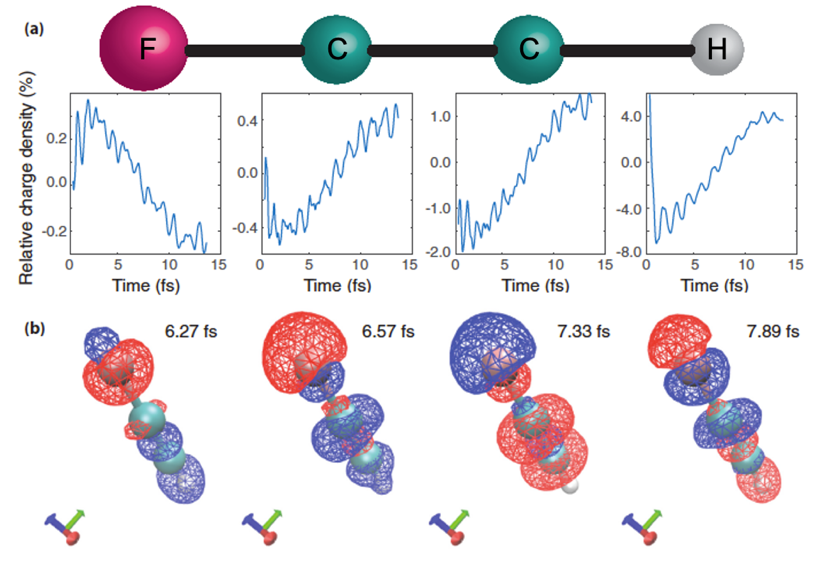 (a)
F C C H
Relative charge density (%)
0.2
0.0
-0.2
0 5 10 15
Time (fs)
0.4
0.0
-0.4
0 5 10 15
Time (fs)
1.0
0.0
-1.0
-2.0
0 5 10 15
Time (fs)
4.0
0.0
-4.0
-8.0
0 5 10 15
Time (fs)
(b)
6.27 fs
6.57 fs
7.33 fs
7.89 fs